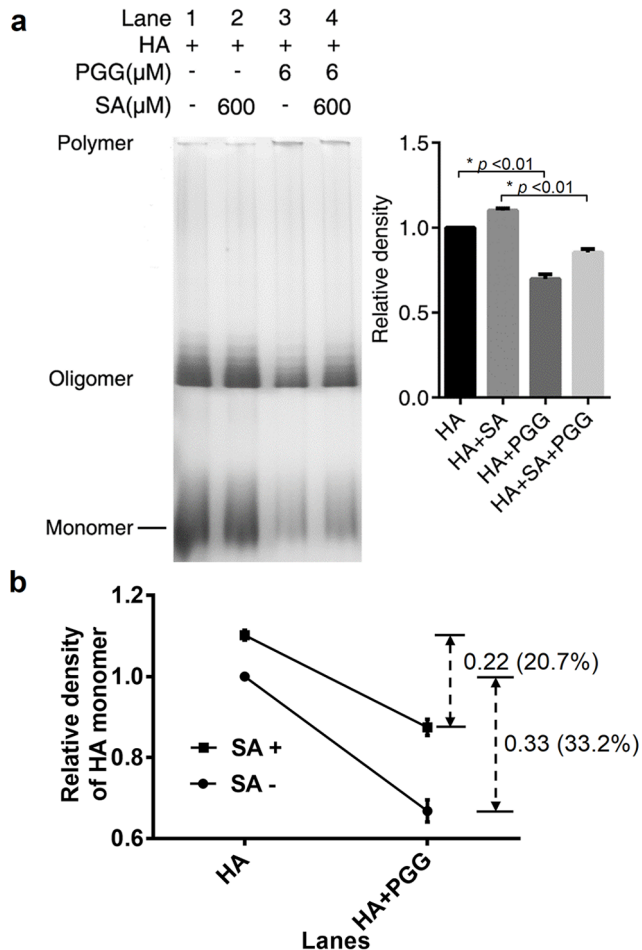 a
Lane 1 2 3 4
HA + + + +
PGG(μM) - - 6 6
SA(μM) - 600 - 600
Polymer
Oligomer
Monomer
Relative density
1.5
1.0
0.5
0.0
* p <0.01
* p <0.01
HA
HA+SA
HA+PGG
HA+SA+PGG
b
Relative density
of HA monomer
1.2
1.0
0.8
0.6
SA +
SA -
0.22 (20.7%)
0.33 (33.2%)
HA
HA+PGG
Lanes